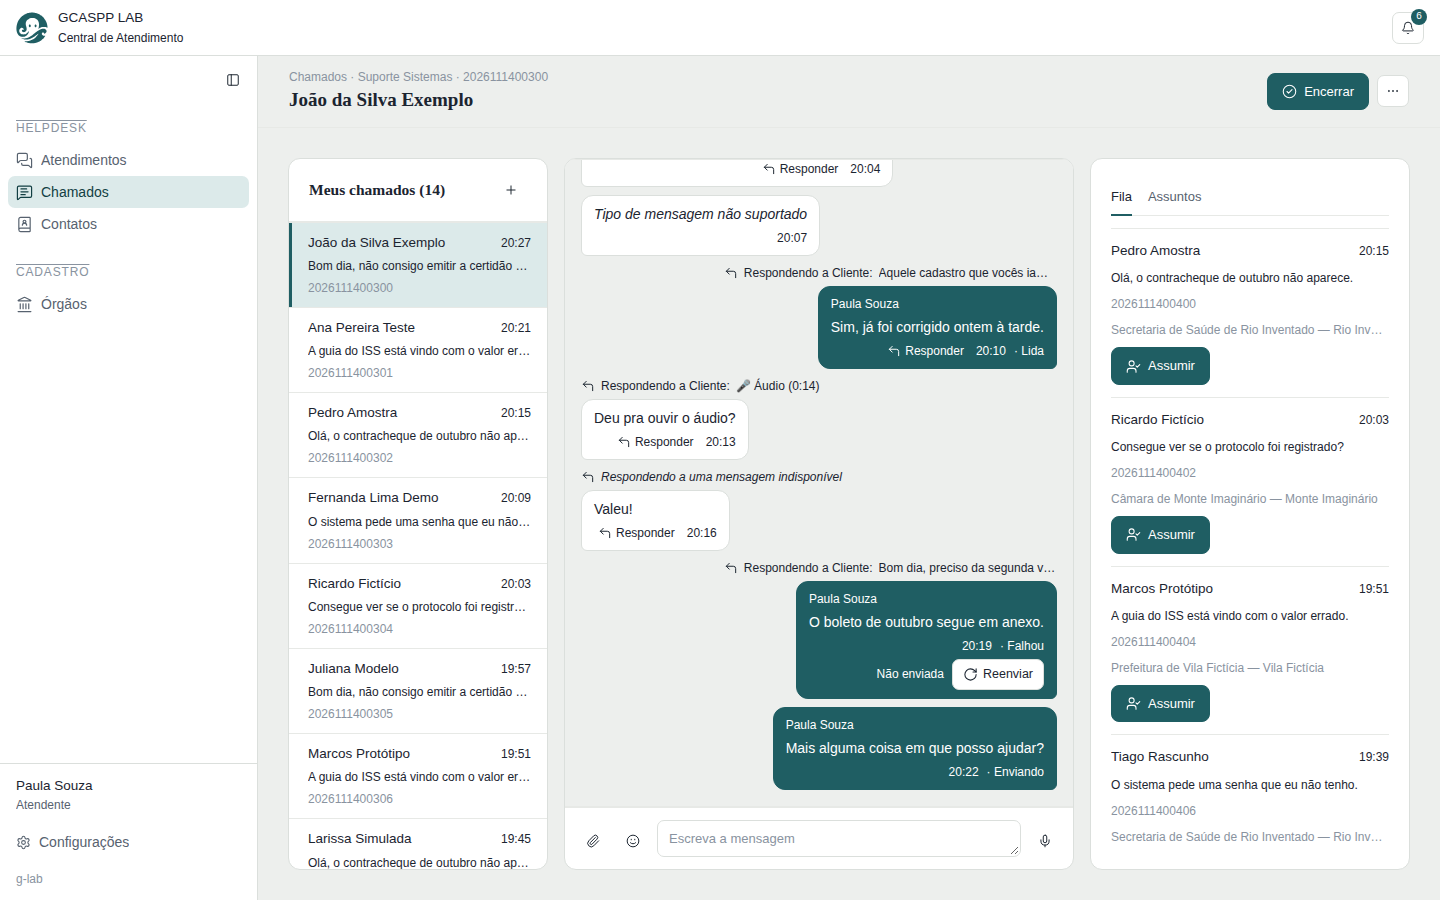 GCASPP LAB
Central de Atendimento
6
HELPDESK
Atendimentos
Chamados
Contatos
CADASTRO
Órgãos
Paula Souza
Atendente
Configurações
g-lab
Chamados · Suporte Sistemas · 2026111400300
João da Silva Exemplo
Encerrar
Meus chamados (14)
João da Silva Exemplo 20:27
Bom dia, não consigo emitir a certidão …
2026111400300
Ana Pereira Teste 20:21
A guia do ISS está vindo com o valor er…
2026111400301
Pedro Amostra 20:15
Olá, o contracheque de outubro não ap…
2026111400302
Fernanda Lima Demo 20:09
O sistema pede uma senha que eu não…
2026111400303
Ricardo Fictício 20:03
Consegue ver se o protocolo foi registr…
2026111400304
Juliana Modelo 19:57
Bom dia, não consigo emitir a certidão …
2026111400305
Marcos Protótipo 19:51
A guia do ISS está vindo com o valor er…
2026111400306
Larissa Simulada 19:45
Olá, o contracheque de outubro não ap…
Responder 20:04
Tipo de mensagem não suportado
20:07
Respondendo a Cliente: Aquele cadastro que vocês ia…
Paula Souza
Sim, já foi corrigido ontem à tarde.
Responder 20:10 · Lida
Respondendo a Cliente: 🎤 Áudio (0:14)
Deu pra ouvir o áudio?
Responder 20:13
Respondendo a uma mensagem indisponível
Valeu!
Responder 20:16
Respondendo a Cliente: Bom dia, preciso da segunda v…
Paula Souza
O boleto de outubro segue em anexo.
20:19 · Falhou
Não enviada Reenviar
Paula Souza
Mais alguma coisa em que posso ajudar?
20:22 · Enviando
Escreva a mensagem
Fila Assuntos
Pedro Amostra 20:15
Olá, o contracheque de outubro não aparece.
2026111400400
Secretaria de Saúde de Rio Inventado — Rio Inv…
Assumir
Ricardo Fictício 20:03
Consegue ver se o protocolo foi registrado?
2026111400402
Câmara de Monte Imaginário — Monte Imaginário
Assumir
Marcos Protótipo 19:51
A guia do ISS está vindo com o valor errado.
2026111400404
Prefeitura de Vila Fictícia — Vila Fictícia
Assumir
Tiago Rascunho 19:39
O sistema pede uma senha que eu não tenho.
2026111400406
Secretaria de Saúde de Rio Inventado — Rio Inv…